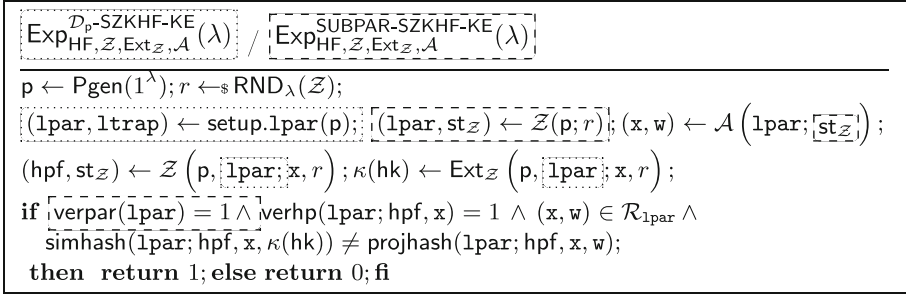 Exp^{𝒟_p-SZKHF-KE}_{HF,𝒵,Ext_𝒵,𝒜}(λ) / Exp^{SUBPAR-SZKHF-KE}_{HF,𝒵,Ext_𝒵,𝒜}(λ)
p ← Pgen(1^λ); r ←$ RND_λ(𝒵);
(lpar, ltrap) ← setup.lpar(p); (lpar, st_𝒵) ← 𝒵(p; r); (x, w) ← 𝒜(lpar; st_𝒵);
(hpf, st_𝒵) ← 𝒵(p, lpar; x, r); κ(hk) ← Ext_𝒵(p, lpar; x, r);
if verpar(lpar) = 1 ∧ verhp(lpar; hpf, x) = 1 ∧ (x, w) ∈ ℛ_lpar ∧
simhash(lpar; hpf, x, κ(hk)) ≠ projhash(lpar; hpf, x, w);
then return 1; else return 0; fi